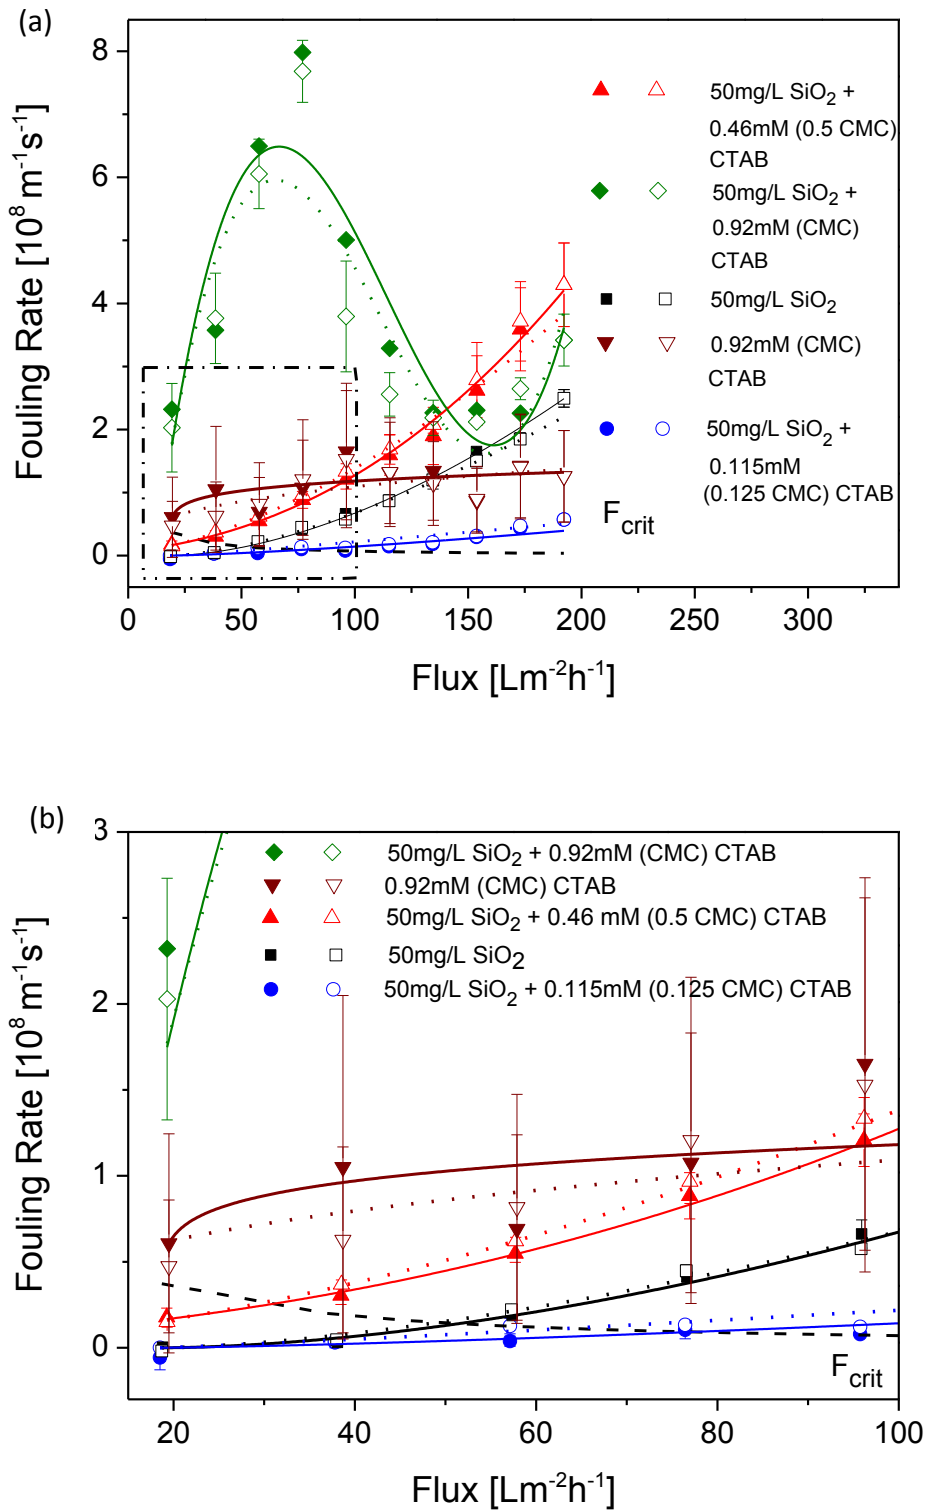 (a)
8
6
4
2
0
Fouling Rate [10⁸ m⁻¹s⁻¹]
50mg/L SiO₂ +
0.46mM (0.5 CMC)
CTAB
50mg/L SiO₂ +
0.92mM (CMC)
CTAB
50mg/L SiO₂
0.92mM (CMC)
CTAB
50mg/L SiO₂ +
0.115mM
(0.125 CMC) CTAB
F_crit
0 50 100 150 200 250 300
Flux [Lm⁻²h⁻¹]
(b)
3
2
1
0
Fouling Rate [10⁸ m⁻¹s⁻¹]
50mg/L SiO₂ + 0.92mM (CMC) CTAB
0.92mM (CMC) CTAB
50mg/L SiO₂ + 0.46 mM (0.5 CMC) CTAB
50mg/L SiO₂
50mg/L SiO₂ + 0.115mM (0.125 CMC) CTAB
F_crit
20 40 60 80 100
Flux [Lm⁻²h⁻¹]